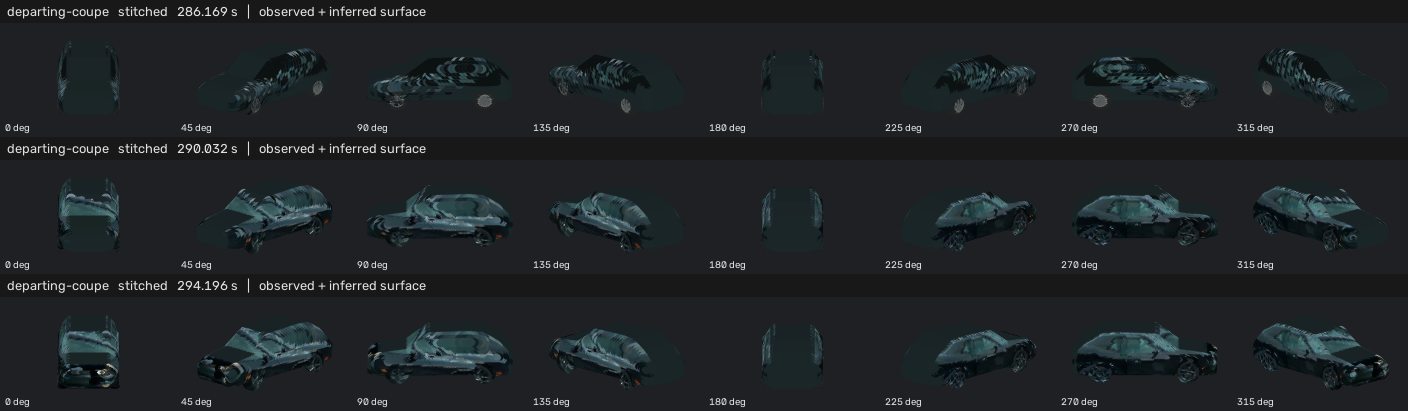 departing-coupe stitched 286.169 s | observed + inferred surface
0 deg 45 deg 90 deg 135 deg 180 deg 225 deg 270 deg 315 deg
departing-coupe stitched 290.032 s | observed + inferred surface
0 deg 45 deg 90 deg 135 deg 180 deg 225 deg 270 deg 315 deg
departing-coupe stitched 294.196 s | observed + inferred surface
0 deg 45 deg 90 deg 135 deg 180 deg 225 deg 270 deg 315 deg